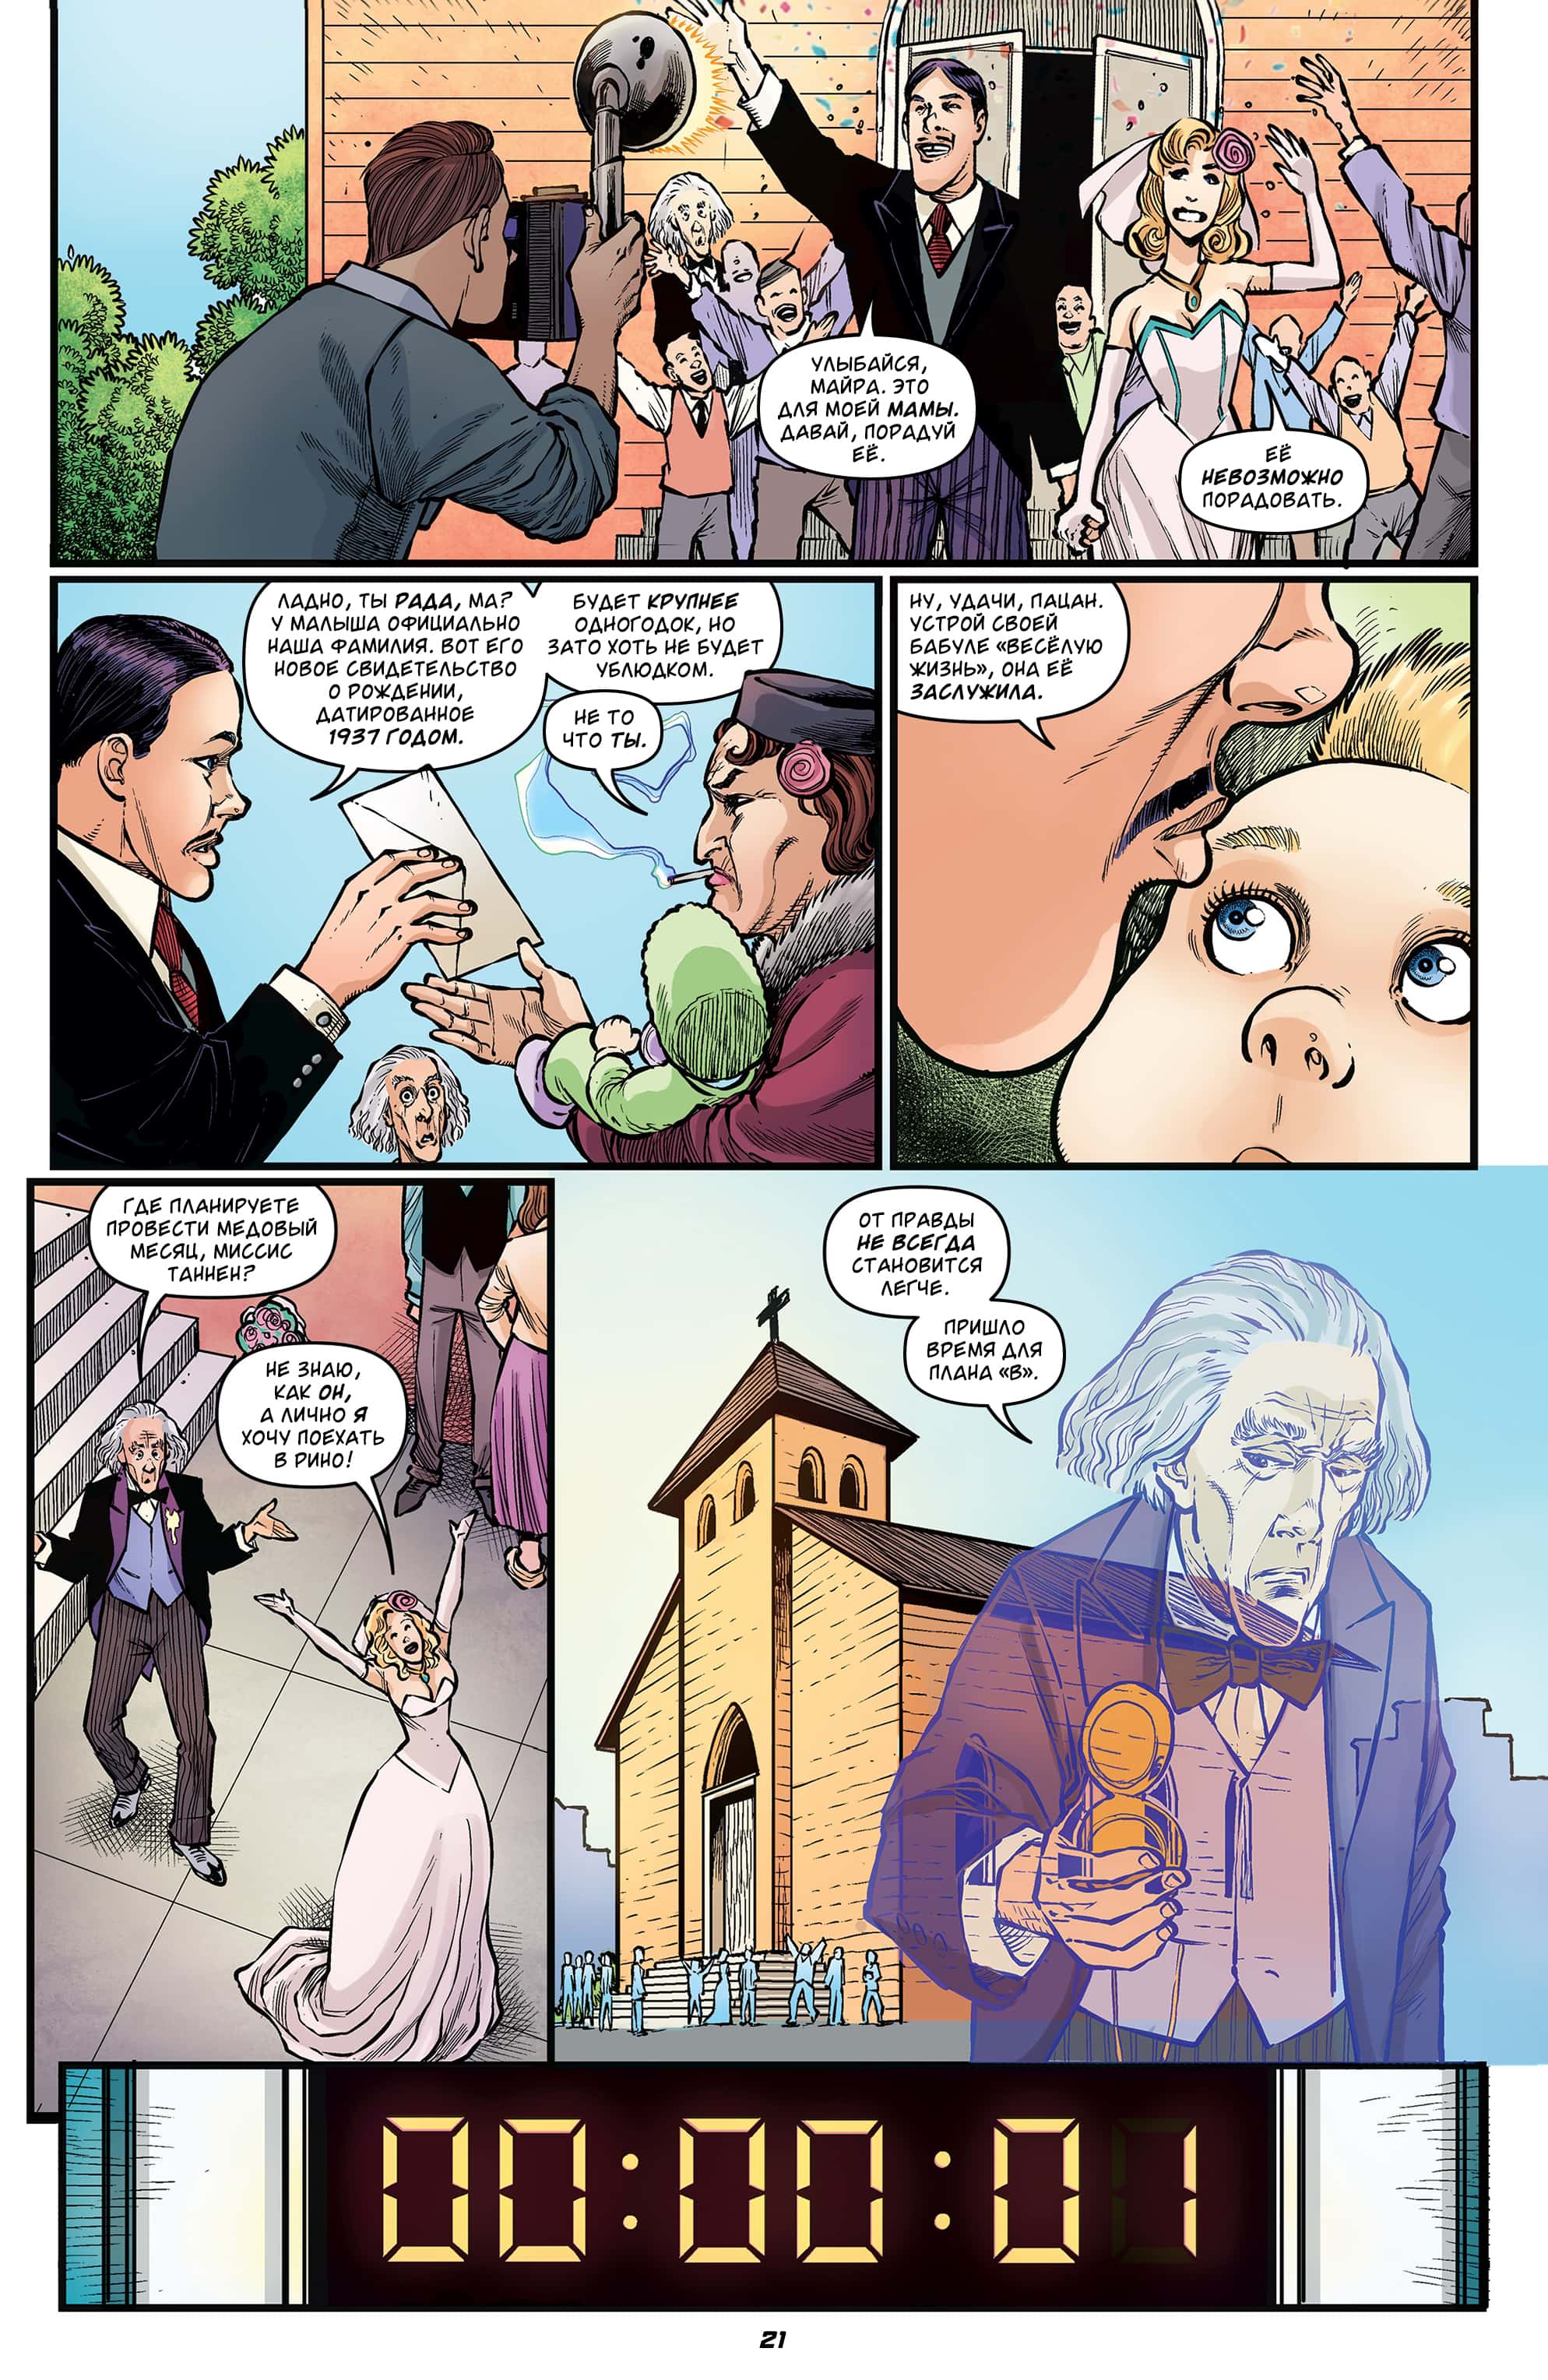 УЛЫБАЙСЯ,
МАЙРА. ЭТО
ДЛЯ МОЕЙ МАМЫ.
ДАВАЙ, ПОРАДУЙ
ЕЁ.
ЕЁ
НЕВОЗМОЖНО
ПОРАДОВАТЬ.
ЛАДНО, ТЫ РАДА, МА?
У МАЛЫША ОФИЦИАЛЬНО
НАША ФАМИЛИЯ. ВОТ ЕГО
НОВОЕ СВИДЕТЕЛЬСТВО
О РОЖДЕНИИ,
ДАТИРОВАННОЕ
1937 ГОДОМ.
БУДЕТ КРУПНЕЕ
ОДНОГОДОК, НО
ЗАТО ХОТЬ НЕ БУДЕТ
УБЛЮДКОМ.
НЕ ТО
ЧТО ТЫ.
НУ, УДАЧИ, ПАЦАН.
УСТРОЙ СВОЕЙ
БАБУЛЕ «ВЕСЁЛУЮ
ЖИЗНЬ», ОНА ЕЁ
ЗАСЛУЖИЛА.
ГДЕ ПЛАНИРУЕТЕ
ПРОВЕСТИ МЕДОВЫЙ
МЕСЯЦ, МИССИС
ТАННЕН?
НЕ ЗНАЮ,
КАК ОН,
А ЛИЧНО Я
ХОЧУ ПОЕХАТЬ
В РИНО!
ОТ ПРАВДЫ
НЕ ВСЕГДА
СТАНОВИТСЯ
ЛЕГЧЕ.
ПРИШЛО
ВРЕМЯ ДЛЯ
ПЛАНА «В».
00:00:01
21